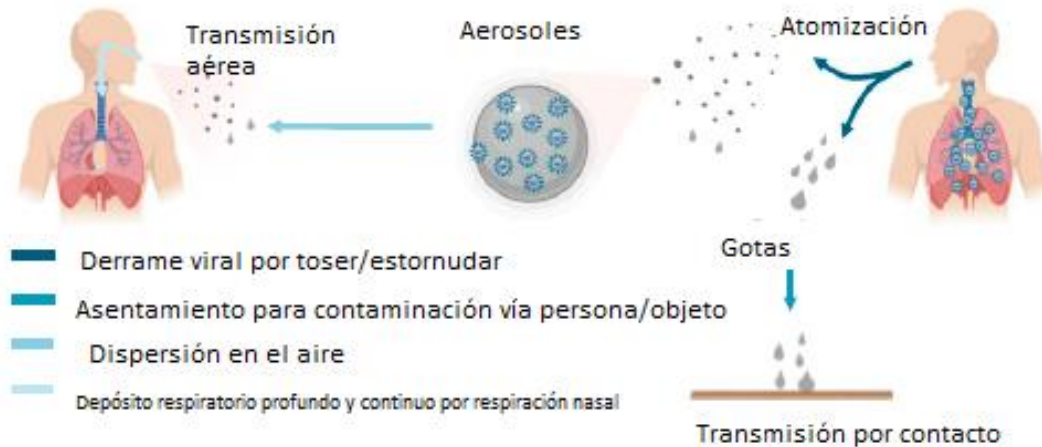 Transmisión
aérea
Aerosoles
Atomización
Gotas
Derrame viral por toser/estornudar
Asentamiento para contaminación vía persona/objeto
Dispersión en el aire
Depósito respiratorio profundo y continuo por respiración nasal
Transmisión por contacto